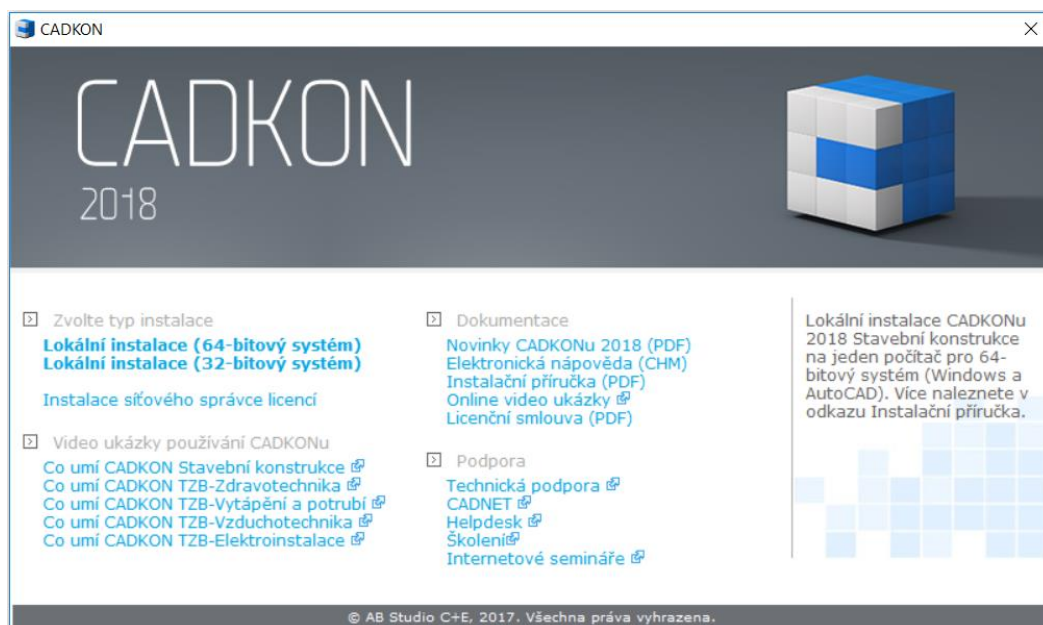 CADKON
CADKON
2018
Zvolte typ instalace
Lokální instalace (64-bitový systém)
Lokální instalace (32-bitový systém)
Instalace síťového správce licencí
Video ukázky používání CADKONu
Co umí CADKON Stavební konstrukce
Co umí CADKON TZB-Zdravotechnika
Co umí CADKON TZB-Vytápění a potrubí
Co umí CADKON TZB-Vzduchotechnika
Co umí CADKON TZB-Elektroinstalace
Dokumentace
Novinky CADKONu 2018 (PDF)
Elektronická nápověda (CHM)
Instalační příručka (PDF)
Online video ukázky
Licenční smlouva (PDF)
Podpora
Technická podpora
CADNET
Helpdesk
Školení
Internetové semináře
Lokální instalace CADKONu
2018 Stavební konstrukce
na jeden počítač pro 64-
bitový systém (Windows a
AutoCAD). Více naleznete v
odkazu Instalační příručka.
© AB Studio C+E, 2017. Všechna práva vyhrazena.